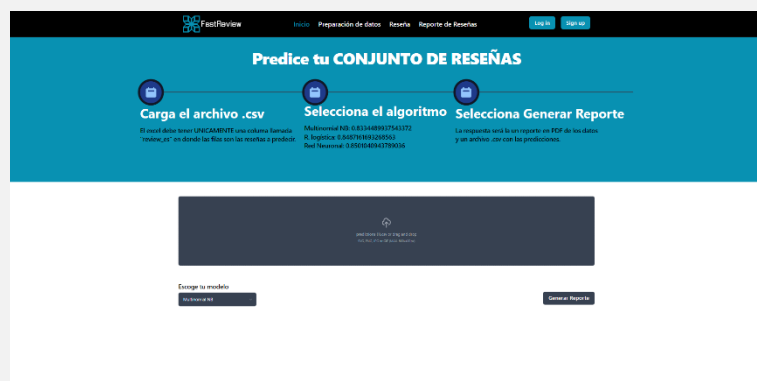 FastReview
Inicio Preparación de datos Reseña Reporte de Reseñas
Log in Sign up
Predice tu CONJUNTO DE RESEÑAS
Carga el archivo .csv
El excel debe tener UNICAMENTE una columa llamada
"review_es" en donde las filas son las reseñas a predecir.
Selecciona el algoritmo
Multinomial NB: 0.8334489937543372
R. logística: 0.8487161693268563
Red Neuronal: 0.8501040943789036
Selecciona Generar Reporte
La respuesta será la un reporte en PDF de los datos
y un archivo .csv con las predicciones.
Escoge tu modelo
Multinomial NB
Generar Reporte